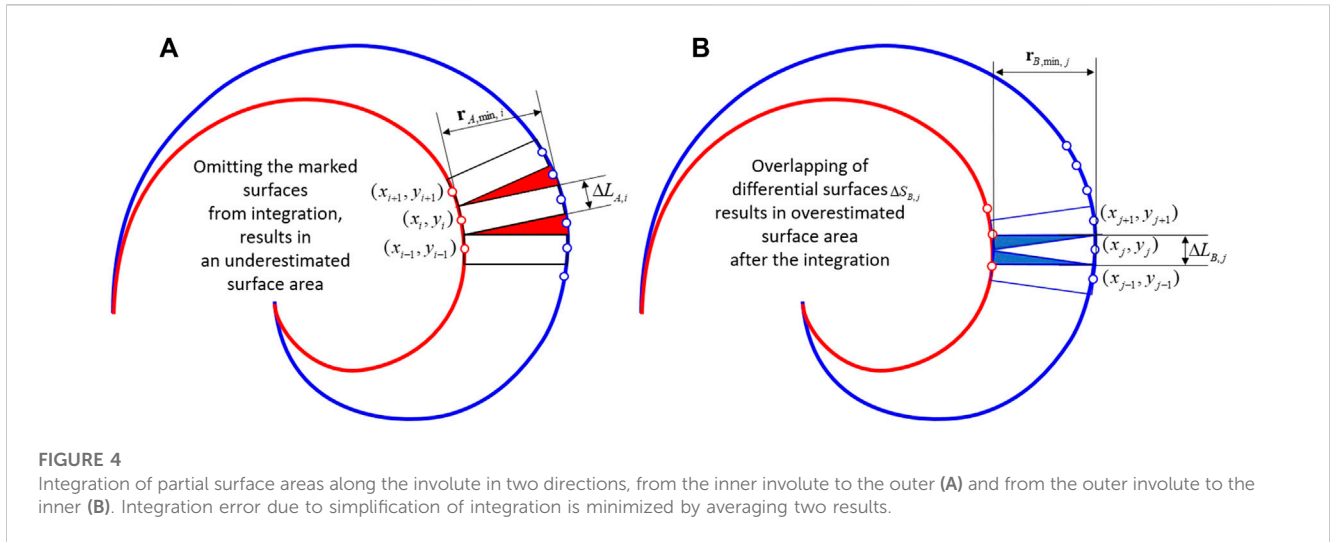 A
r A,min, i
Omitting the marked
surfaces
from integration,
results in
an underestimated
surface area
(x_{i+1}, y_{i+1})
(x_i, y_i)
(x_{i-1}, y_{i-1})
ΔL_{A,i}
B
r B,min, j
Overlapping of
differential surfaces ΔS_{B,j}
results in overestimated
surface area
after the integration
(x_{j+1}, y_{j+1})
(x_j, y_j)
(x_{j-1}, y_{j-1})
ΔL_{B,j}
FIGURE 4
Integration of partial surface areas along the involute in two directions, from the inner involute to the outer (A) and from the outer involute to the
inner (B). Integration error due to simplification of integration is minimized by averaging two results.